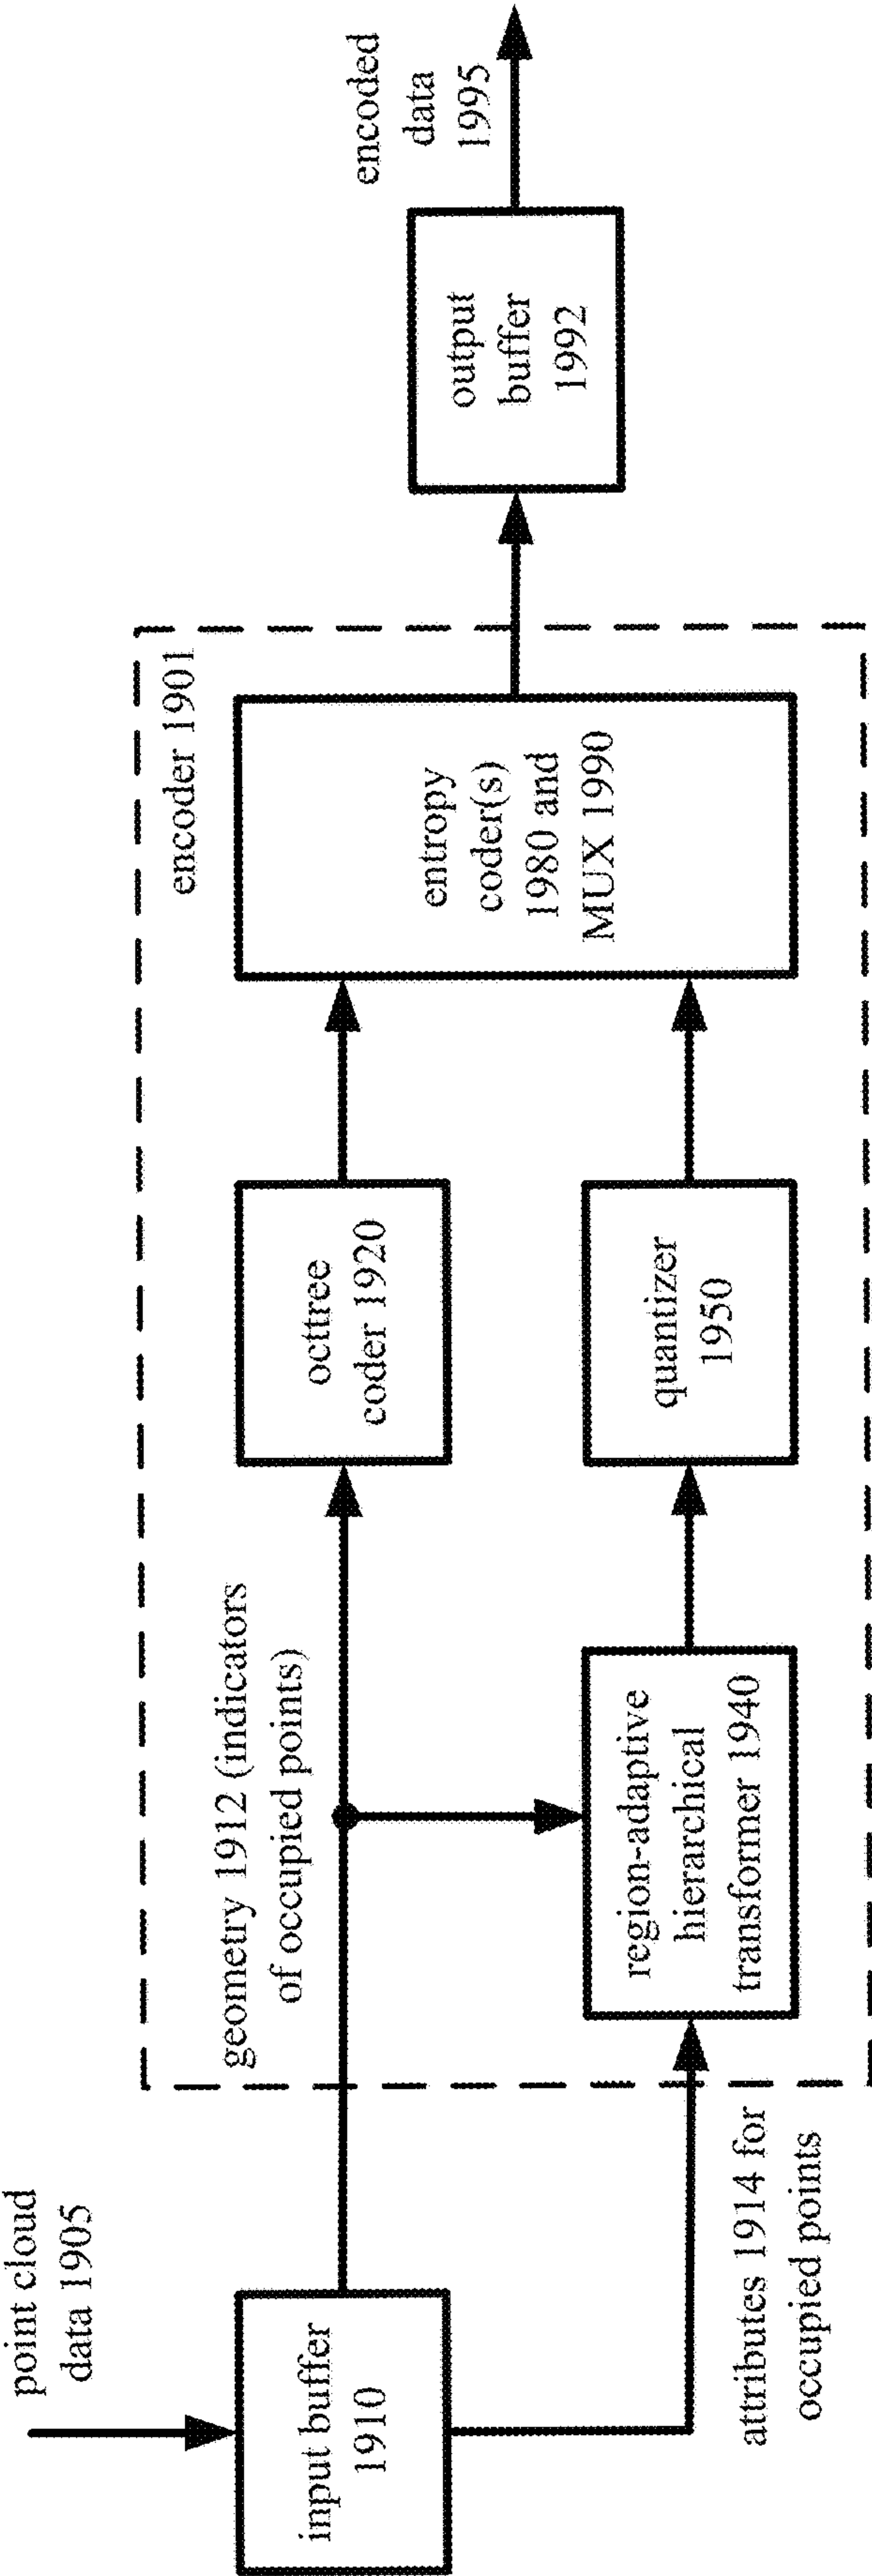 point cloud
data 1905
input buffer
1910
geometry 1912 (indicators
of occupied points)
attributes 1914 for
occupied points
encoder 1901
octtree
coder 1920
region-adaptive
hierarchical
transformer 1940
quantizer
1950
entropy
coder(s)
1980 and
MUX 1990
output
buffer
1992
encoded
data
1995